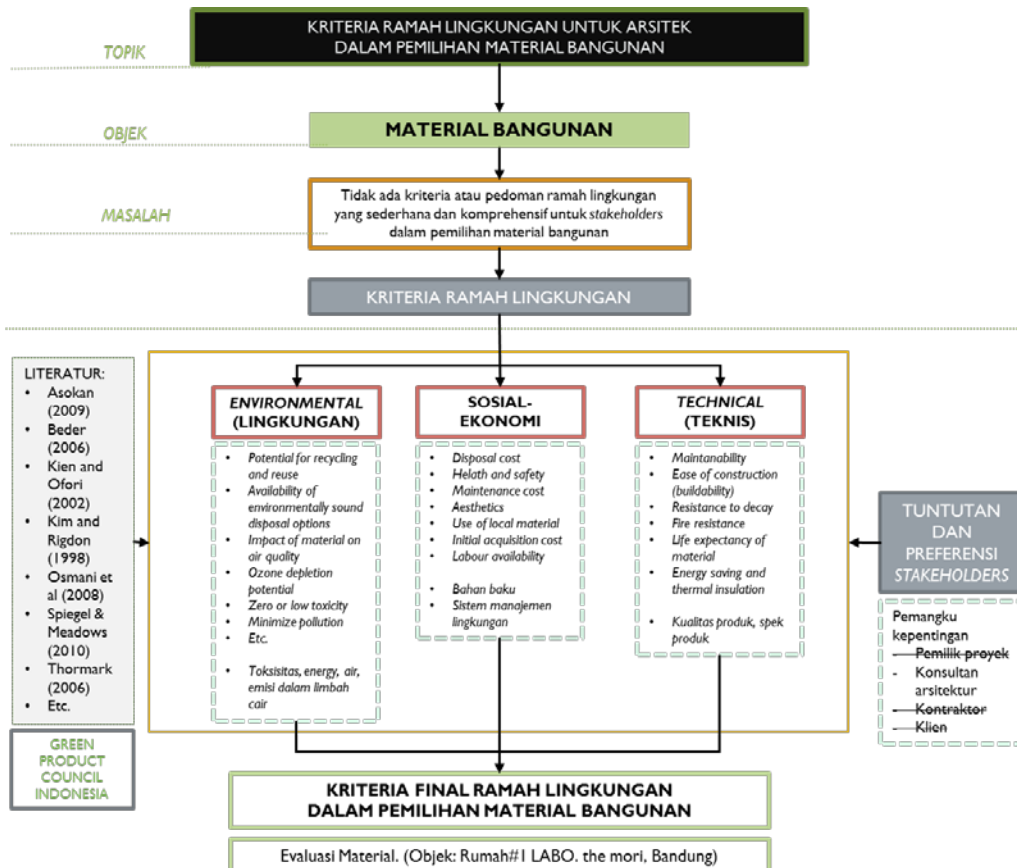 KRITERIA RAMAH LINGKUNGAN UNTUK ARSITEK
DALAM PEMILIHAN MATERIAL BANGUNAN
TOPIK
OBJEK
MATERIAL BANGUNAN
MASALAH
Tidak ada kriteria atau pedoman ramah lingkungan
yang sederhana dan komprehensif untuk stakeholders
dalam pemilihan material bangunan
KRITERIA RAMAH LINGKUNGAN
LITERATUR:
• Asokan
(2009)
• Beder
(2006)
• Kien and
Ofori
(2002)
• Kim and
Rigdon
(1998)
• Osmani et
al (2008)
• Spiegel &
Meadows
(2010)
• Thormark
(2006)
• Etc.
GREEN
PRODUCT
COUNCIL
INDONESIA
ENVIRONMENTAL
(LINGKUNGAN)
• Potential for recycling
and reuse
• Availability of
environmentally sound
disposal options
• Impact of material on
air quality
• Ozone depletion
potential
• Zero or low toxicity
• Minimize pollution
• Etc.
• Toksisitas, energy, air,
emisi dalam limbah
cair
SOSIAL-
EKONOMI
• Disposal cost
• Helath and safety
• Maintenance cost
• Aesthetics
• Use of local material
• Initial acquisition cost
• Labour availability
• Bahan baku
• Sistem manajemen
lingkungan
TECHNICAL
(TEKNIS)
• Maintanability
• Ease of construction
(buildability)
• Resistance to decay
• Fire resistance
• Life expectancy of
material
• Energy saving and
thermal insulation
• Kualitas produk, spek
produk
TUNTUTAN
DAN
PREFERENSI
STAKEHOLDERS
Pemangku
kepentingan
- Pemilik proyek
- Konsultan
arsitektur
- Kontraktor
- Klien
KRITERIA FINAL RAMAH LINGKUNGAN
DALAM PEMILIHAN MATERIAL BANGUNAN
Evaluasi Material. (Objek: Rumah#1 LABO. the mori, Bandung)